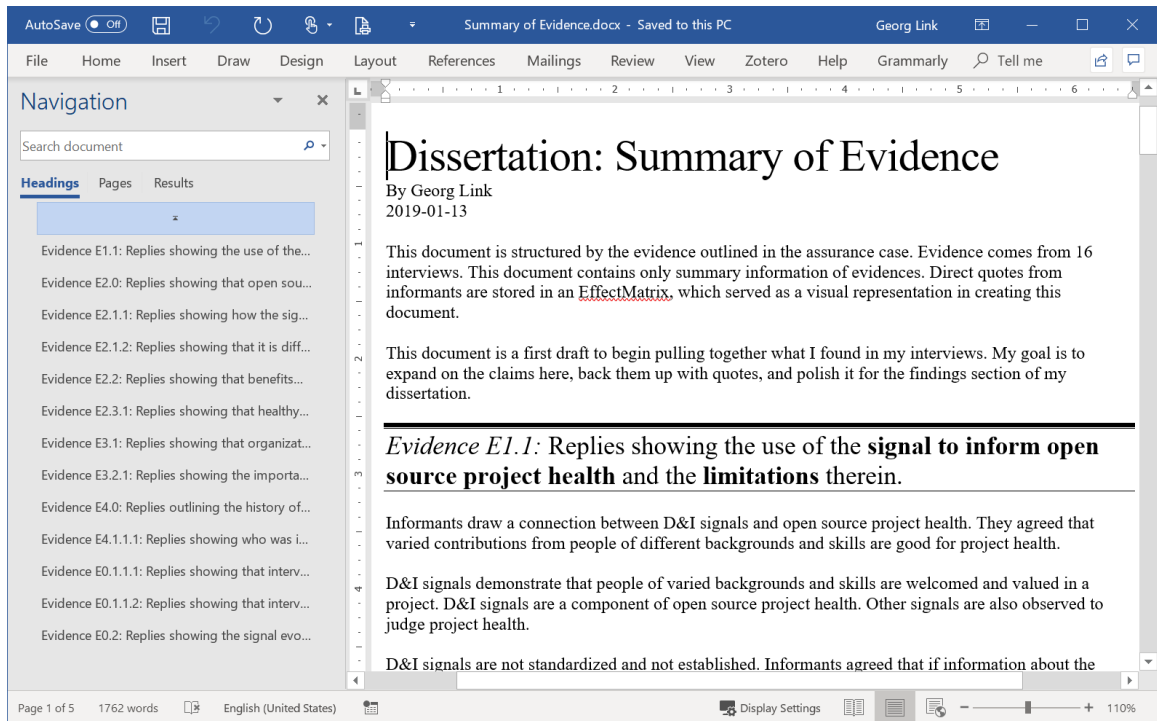 AutoSave Off Summary of Evidence.docx - Saved to this PC Georg Link
File Home Insert Draw Design Layout References Mailings Review View Zotero Help Grammarly Tell me
Navigation
Search document
Headings Pages Results
Evidence E1.1: Replies showing the use of the...
Evidence E2.0: Replies showing that open sou...
Evidence E2.1.1: Replies showing how the sig...
Evidence E2.1.2: Replies showing that it is diff...
Evidence E2.2: Replies showing that benefits...
Evidence E2.3.1: Replies showing that healthy...
Evidence E3.1: Replies showing that organizat...
Evidence E3.2.1: Replies showing the importa...
Evidence E4.0: Replies outlining the history of...
Evidence E4.1.1.1: Replies showing who was i...
Evidence E0.1.1.1: Replies showing that interv...
Evidence E0.1.1.2: Replies showing that interv...
Evidence E0.2: Replies showing the signal evo...
L 1 2 3 4 5 6
1
2
3
4
Dissertation: Summary of Evidence
By Georg Link
2019-01-13
This document is structured by the evidence outlined in the assurance case. Evidence comes from 16
interviews. This document contains only summary information of evidences. Direct quotes from
informants are stored in an EffectMatrix, which served as a visual representation in creating this
document.
This document is a first draft to begin pulling together what I found in my interviews. My goal is to
expand on the claims here, back them up with quotes, and polish it for the findings section of my
dissertation.
Evidence E1.1: Replies showing the use of the signal to inform open
source project health and the limitations therein.
Informants draw a connection between D&I signals and open source project health. They agreed that
varied contributions from people of different backgrounds and skills are good for project health.
D&I signals demonstrate that people of varied backgrounds and skills are welcomed and valued in a
project. D&I signals are a component of open source project health. Other signals are also observed to
judge project health.
D&I signals are not standardized and not established. Informants agreed that if information about the
Page 1 of 5 1762 words English (United States) Display Settings 110%